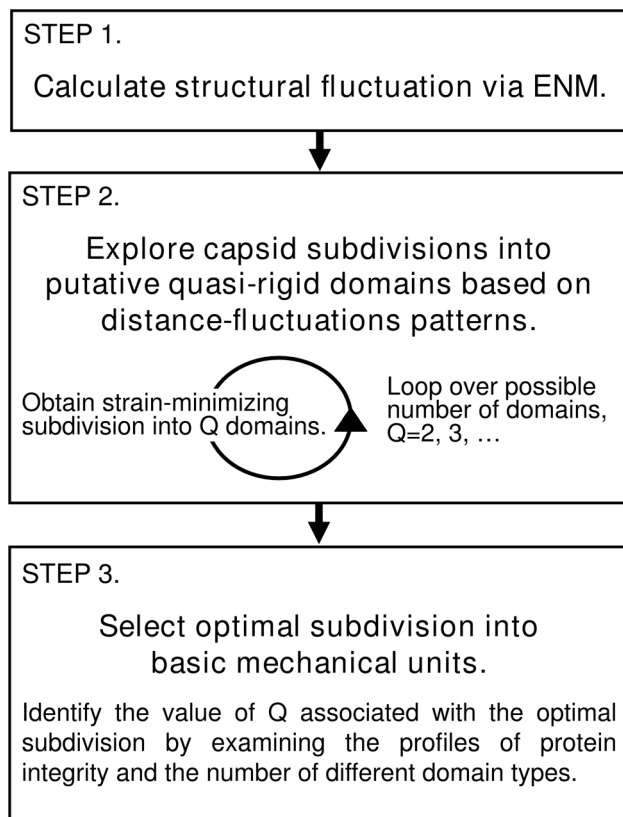 STEP 1.
Calculate structural fluctuation via ENM.
STEP 2.
Explore capsid subdivisions into
putative quasi-rigid domains based on
distance-fluctuations patterns.
Obtain strain-minimizing
subdivision into Q domains.
Loop over possible
number of domains,
Q=2, 3, …
STEP 3.
Select optimal subdivision into
basic mechanical units.
Identify the value of Q associated with the optimal
subdivision by examining the profiles of protein
integrity and the number of different domain types.